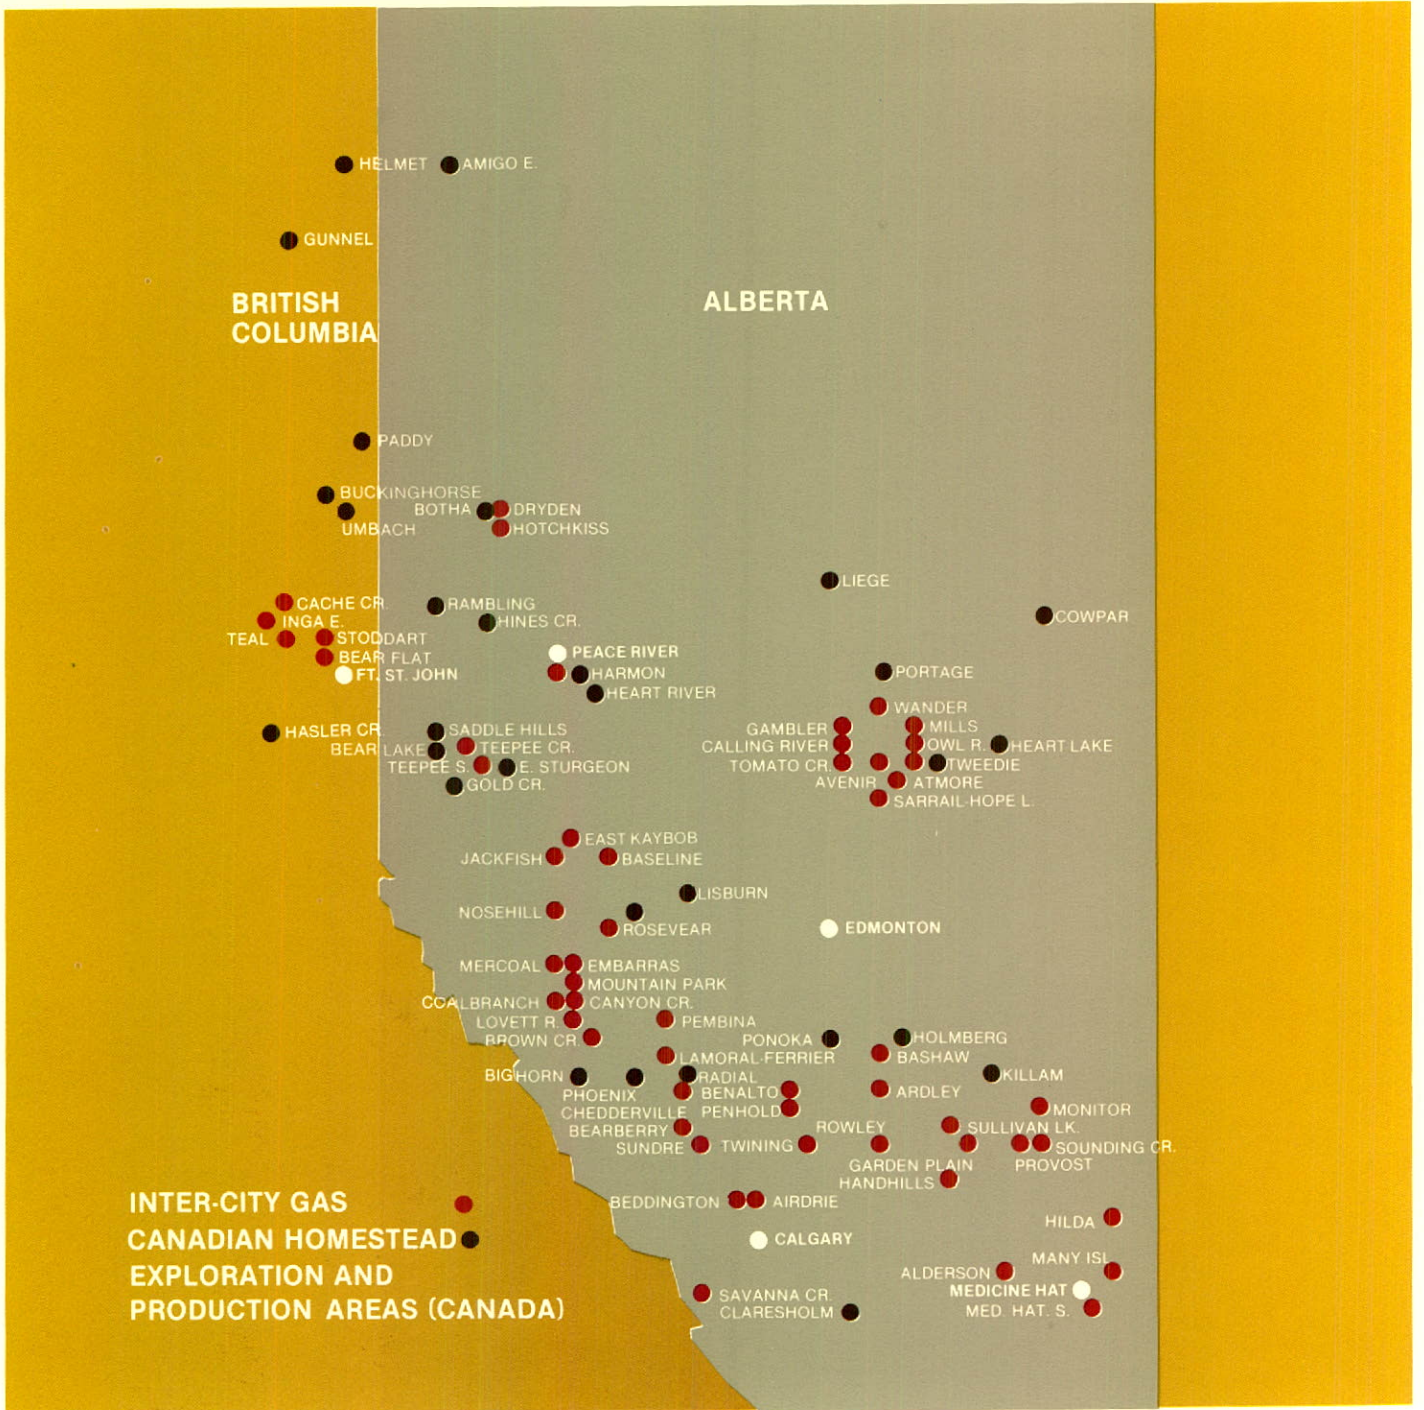 HELMET
AMIGO E.
GUNNEL
BRITISH
COLUMBIA
ALBERTA
PADDY
BUCKINGHORSE
UMBACH
BOTHA
DRYDEN
HOTCHKISS
LIEGE
CACHE CR.
INGA E.
TEAL
STODDART
BEAR FLAT
FT. ST. JOHN
RAMBLING
HINES CR.
COWPAR
PEACE RIVER
HARMON
HEART RIVER
PORTAGE
WANDER
GAMBLER
MILLS
CALLING RIVER
OWL R.
HEART LAKE
TOMATO CR.
TWEEDIE
AVENIR
ATMORE
SARRAIL-HOPE L.
HASLER CR.
SADDLE HILLS
BEAR LAKE
TEEPEE CR.
TEEPEE S.
E. STURGEON
GOLD CR.
EAST KAYBOB
JACKFISH
BASELINE
LISBURN
NOSEHILL
ROSEVEAR
EDMONTON
MERCOAL
EMBARRAS
MOUNTAIN PARK
COALBRANCH
CANYON CR.
LOVETT R.
PEMBINA
BROWN CR.
PONOKA
HOLMBERG
LAMORAL-FERRIER
BASHAW
BIGHORN
RADIAL
KILLAM
PHOENIX
BENALTO
ARDLEY
CHEDDERVILLE
PENHOLD
MONITOR
BEARBERRY
ROWLEY
SULLIVAN LK.
SUNDRE
TWINING
SOUNDING CR.
GARDEN PLAIN
PROVOST
HANDHILLS
BEDDINGTON
AIRDRIE
HILDA
CALGARY
MANY ISL.
ALDERSON
MEDICINE HAT
SAVANNA CR.
MED. HAT. S.
CLARESHOLM
INTER-CITY GAS
CANADIAN HOMESTEAD
EXPLORATION AND
PRODUCTION AREAS (CANADA)